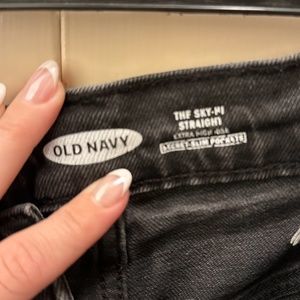 OLD NAVY
THE SKY-HI
STRAIGHT
EXTRA HIGH-RISE
SECRET-SLIM POCKETS